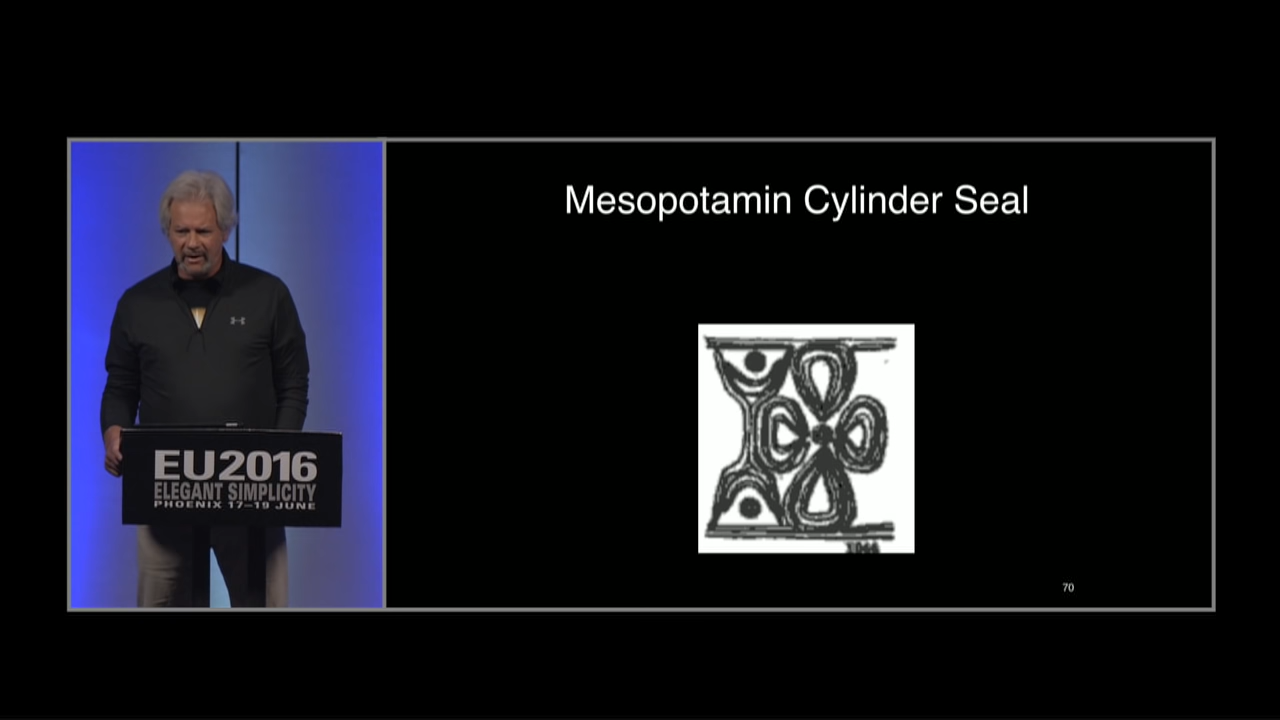 Mesopotamin Cylinder Seal
EU2016
ELEGANT SIMPLICITY
PHOENIX 17–19 JUNE
70